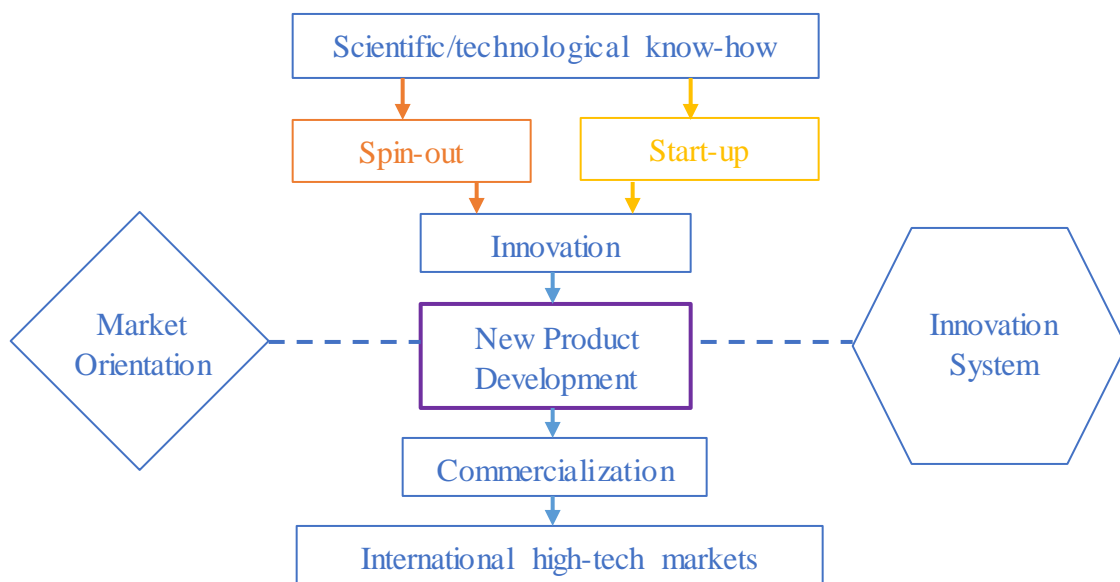 Scientific/technological know-how
Spin-out
Start-up
Innovation
Market
Orientation
New Product
Development
Innovation
System
Commercialization
International high-tech markets